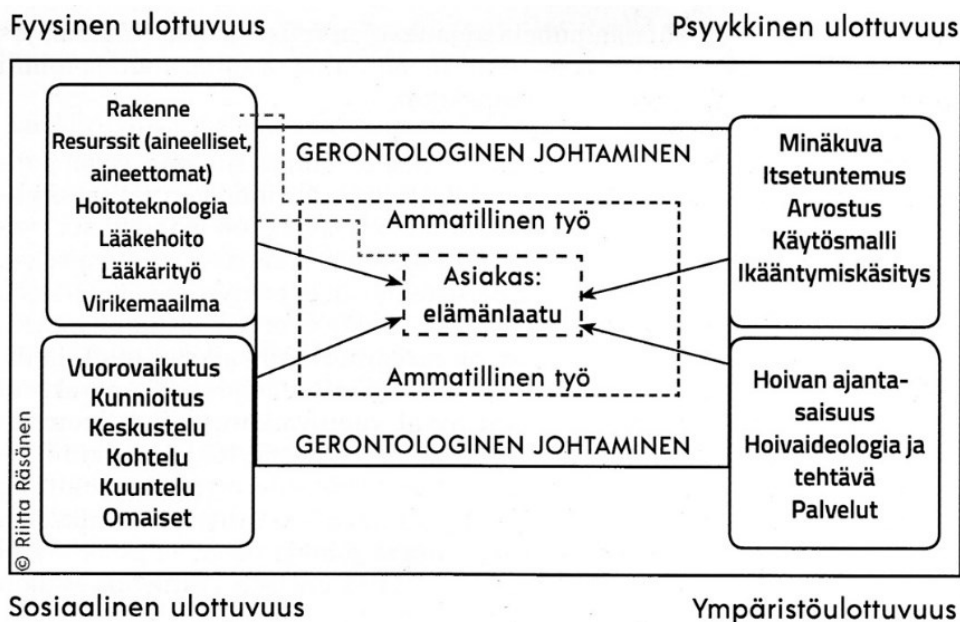 Fyysinen ulottuvuus
Psyykkinen ulottuvuus
Rakenne
Resurssit (aineelliset,
aineettomat)
Hoitoteknologia
Lääkehoito
Lääkärityö
Virikemaailma
GERONTOLOGINEN JOHTAMINEN
Ammatillinen työ
Asiakas:
elämänlaatu
Ammatillinen työ
GERONTOLOGINEN JOHTAMINEN
Minäkuva
Itsetuntemus
Arvostus
Käytösmalli
Ikääntymiskäsitys
Vuorovaikutus
Kunnioitus
Keskustelu
Kohtelu
Kuuntelu
Omaiset
Hoivan ajanta-
saisuus
Hoivaideologia ja
tehtävä
Palvelut
© Riitta Räsänen
Sosiaalinen ulottuvuus
Ympäristöulottuvuus